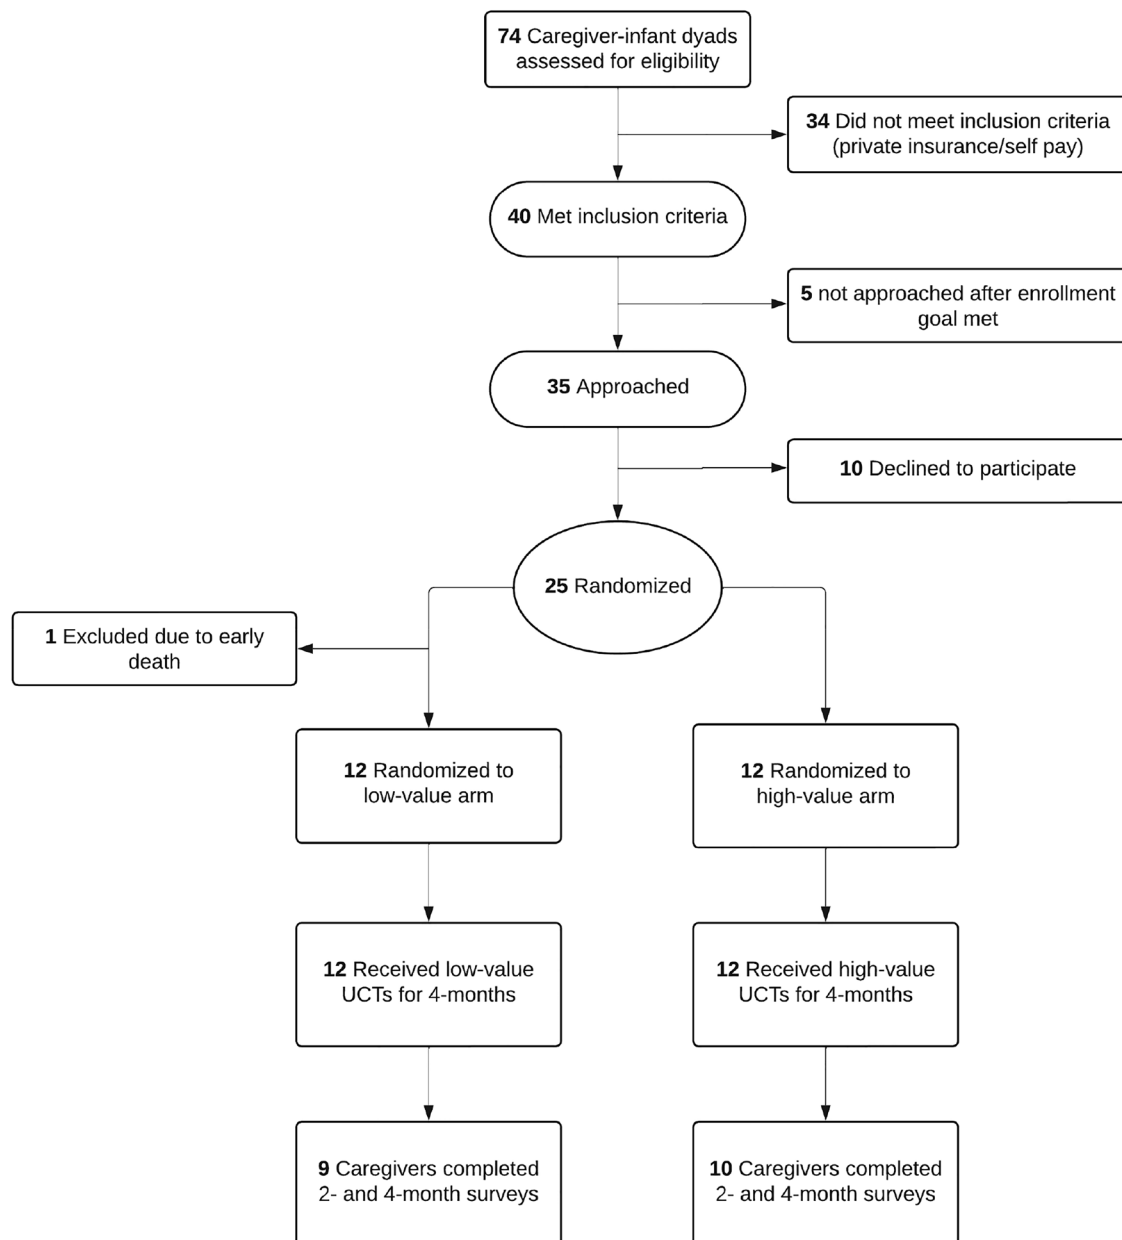 74 Caregiver-infant dyads
assessed for eligibility
34 Did not meet inclusion criteria
(private insurance/self pay)
40 Met inclusion criteria
5 not approached after enrollment
goal met
35 Approached
10 Declined to participate
25 Randomized
1 Excluded due to early
death
12 Randomized to
low-value arm
12 Randomized to
high-value arm
12 Received low-value
UCTs for 4-months
12 Received high-value
UCTs for 4-months
9 Caregivers completed
2- and 4-month surveys
10 Caregivers completed
2- and 4-month surveys